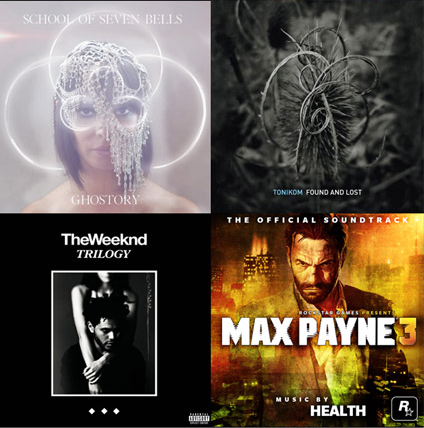 SCHOOL OF SEVEN BELLS
GHOSTORY
TONIKOM FOUND AND LOST
TheWeeknd
TRILOGY
PARENTAL
ADVISORY
EXPLICIT CONTENT
THE OFFICIAL SOUNDTRACK
ROCKSTAR GAMES PRESENTS
MAX PAYNE 3
MUSIC BY
HEALTH
R